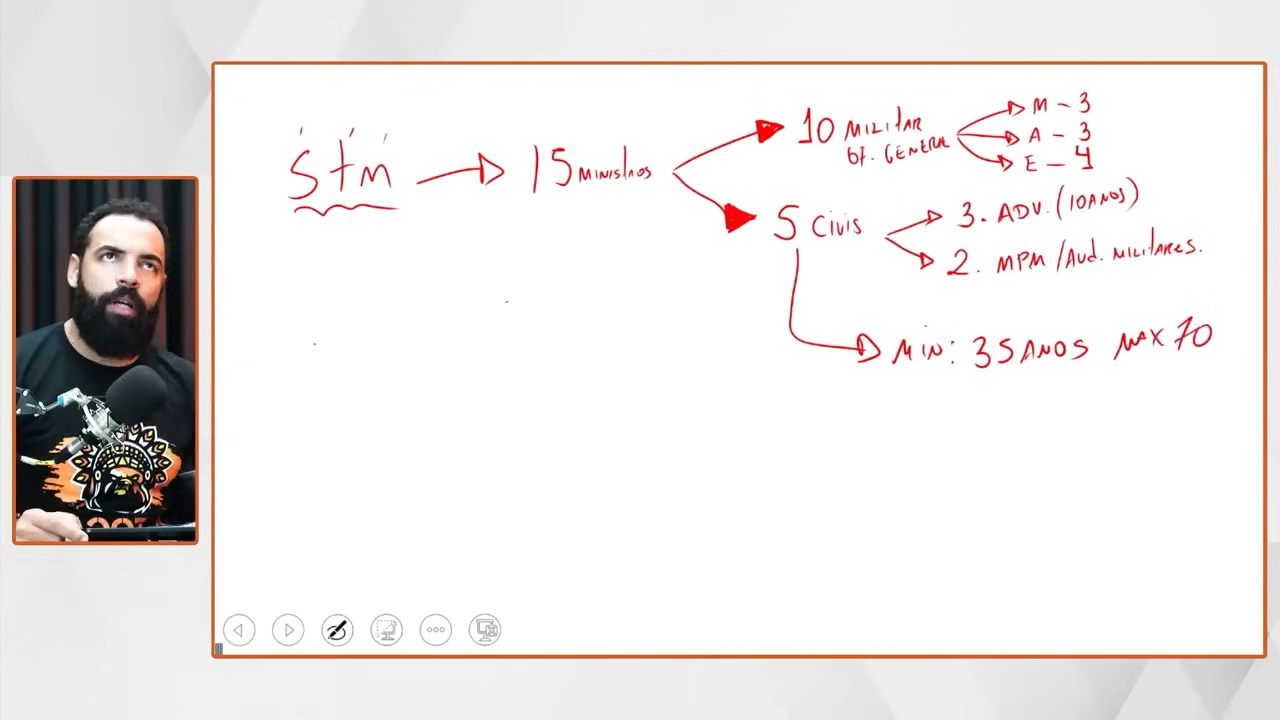 STM → 15 MINISTROS
10 MILITAR
OF. GENERAL
M - 3
A - 3
E - 4
5 CIVIS
3. ADV. (10 ANOS)
2. MPM / AUD. MILITARES.
MIN: 35 ANOS MAX 70